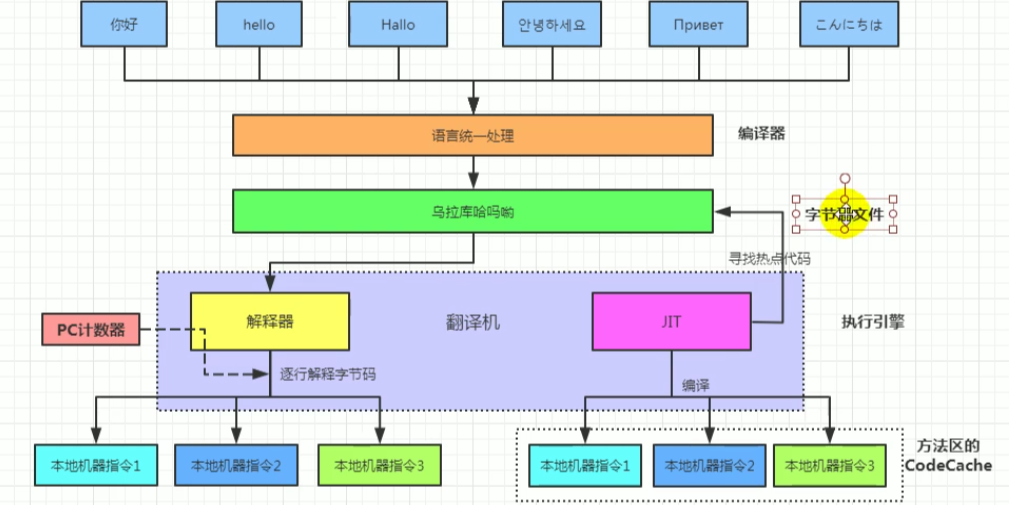 你好
hello
Hallo
안녕하세요
Привет
こんにちは
语言统一处理
编译器
乌拉库哈吗哟
字节码文件
寻找热点代码
PC计数器
解释器
翻译机
JIT
执行引擎
逐行解释字节码
编译
本地机器指令1
本地机器指令2
本地机器指令3
本地机器指令1
本地机器指令2
本地机器指令3
方法区的
CodeCache